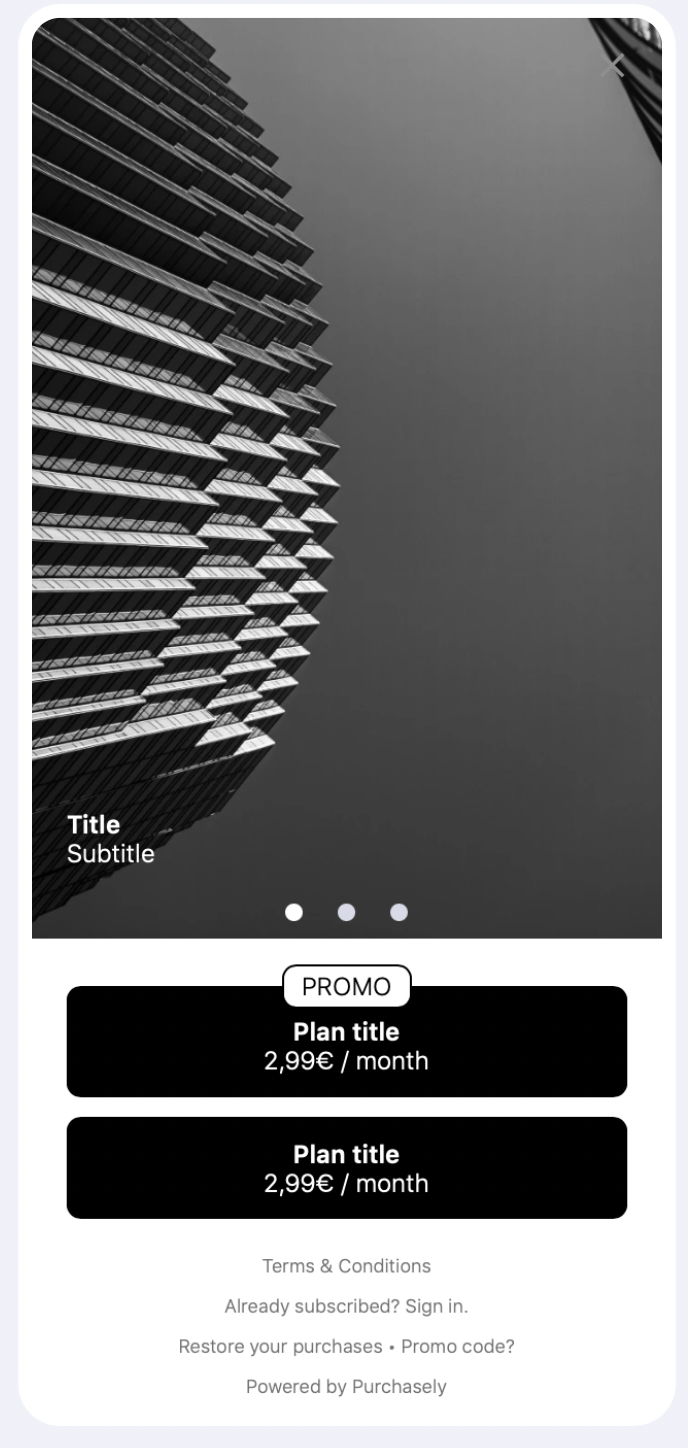 Title
Subtitle
PROMO
Plan title
2,99€ / month
Plan title
2,99€ / month
Terms & Conditions
Already subscribed? Sign in.
Restore your purchases • Promo code?
Powered by Purchasely